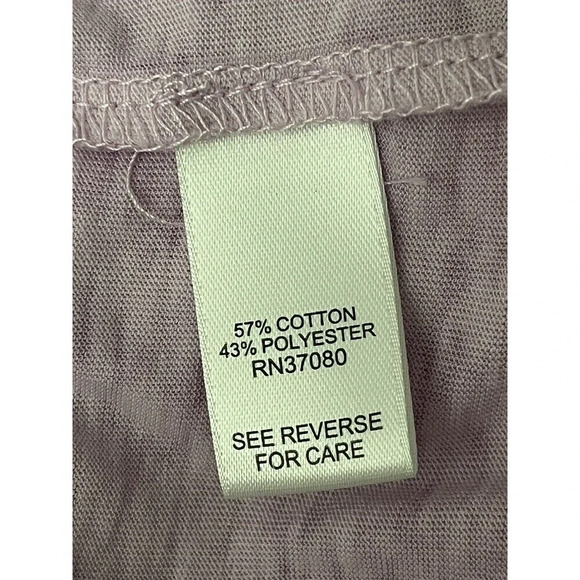 57% COTTON
43% POLYESTER
RN37080
SEE REVERSE
FOR CARE